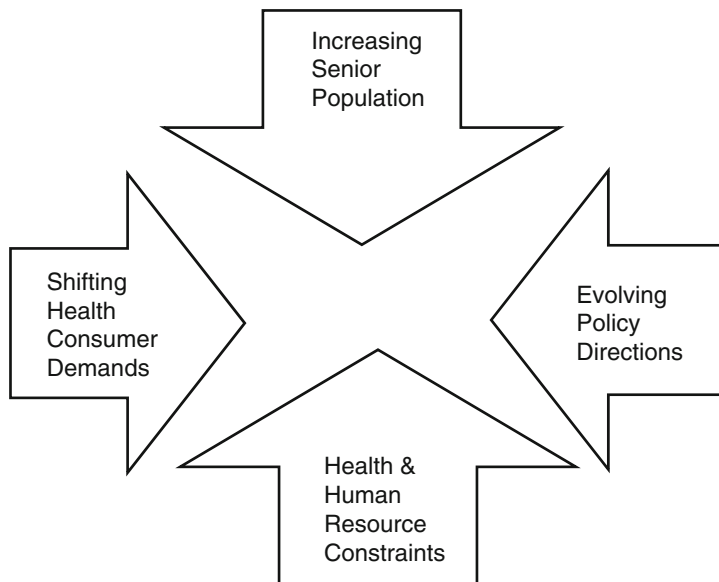 Increasing
Senior
Population
Shifting
Health
Consumer
Demands
Evolving
Policy
Directions
Health &
Human
Resource
Constraints